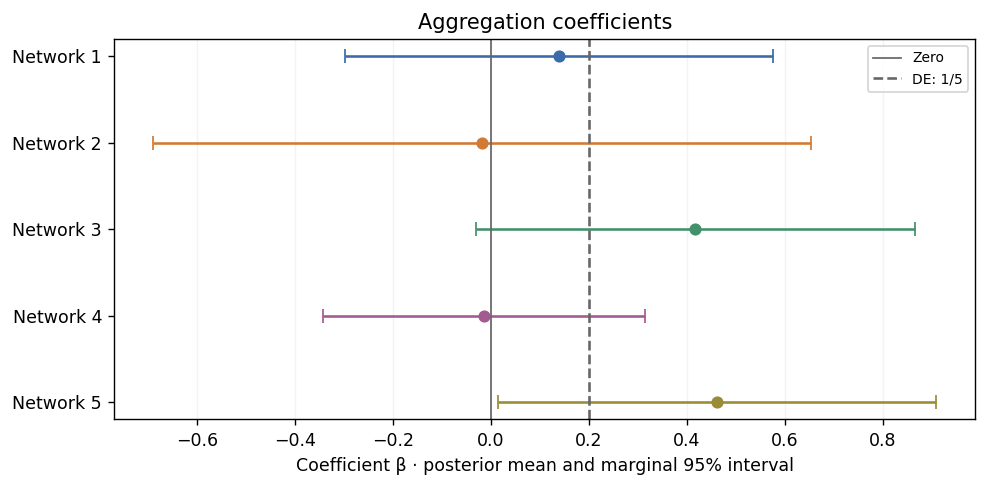 Aggregation coefficients
Network 1
Network 2
Network 3
Network 4
Network 5
Zero
DE: 1/5
−0.6 −0.4 −0.2 0.0 0.2 0.4 0.6 0.8
Coefficient β · posterior mean and marginal 95% interval